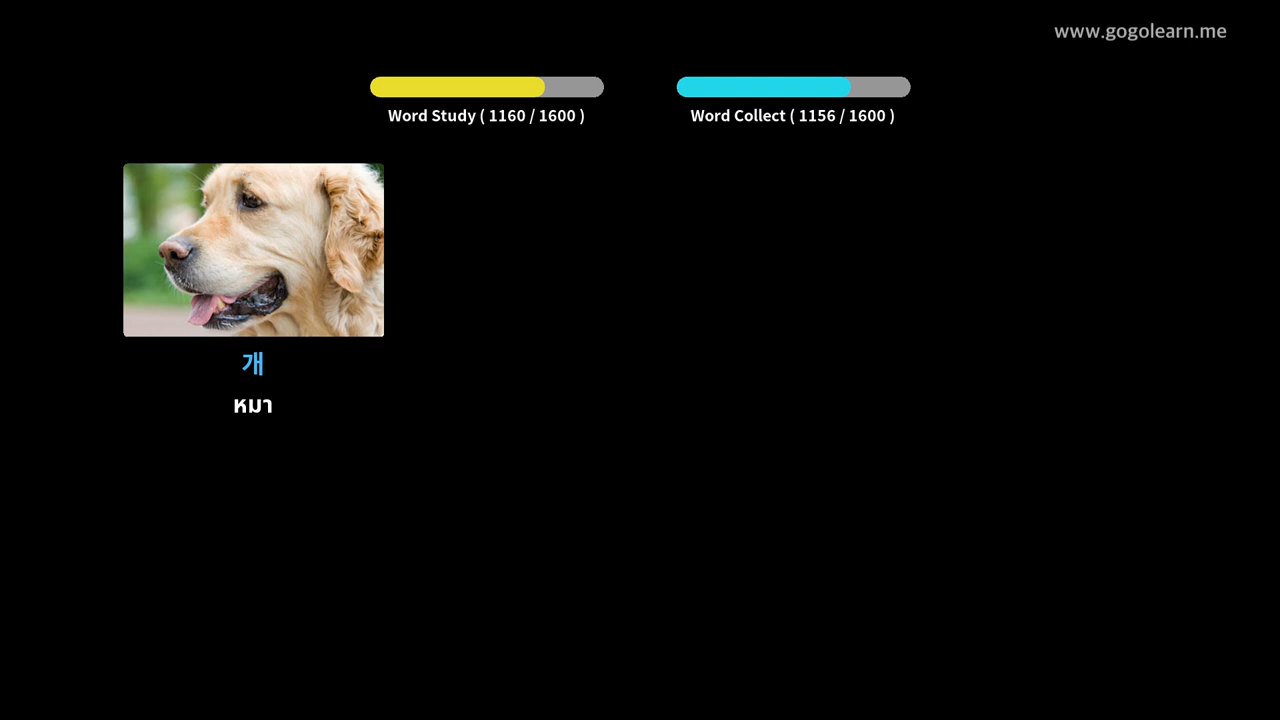 www.gogolearn.me
Word Study ( 1160 / 1600 )
Word Collect ( 1156 / 1600 )
개
หมา